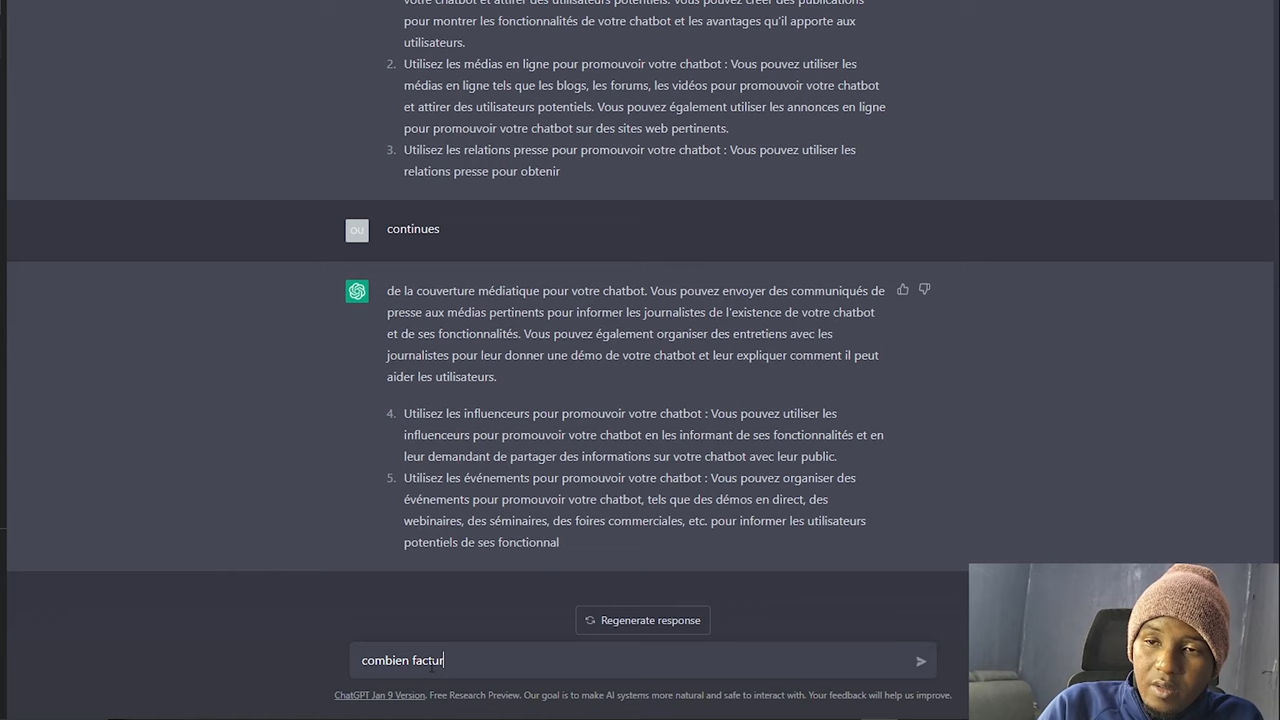 votre chatbot et attirer des utilisateurs potentiels. Vous pouvez créer des publications
pour montrer les fonctionnalités de votre chatbot et les avantages qu'il apporte aux
utilisateurs.
2. Utilisez les médias en ligne pour promouvoir votre chatbot : Vous pouvez utiliser les
médias en ligne tels que les blogs, les forums, les vidéos pour promouvoir votre chatbot
et attirer des utilisateurs potentiels. Vous pouvez également utiliser les annonces en ligne
pour promouvoir votre chatbot sur des sites web pertinents.
3. Utilisez les relations presse pour promouvoir votre chatbot : Vous pouvez utiliser les
relations presse pour obtenir
OU continues
de la couverture médiatique pour votre chatbot. Vous pouvez envoyer des communiqués de
presse aux médias pertinents pour informer les journalistes de l'existence de votre chatbot
et de ses fonctionnalités. Vous pouvez également organiser des entretiens avec les
journalistes pour leur donner une démo de votre chatbot et leur expliquer comment il peut
aider les utilisateurs.
4. Utilisez les influenceurs pour promouvoir votre chatbot : Vous pouvez utiliser les
influenceurs pour promouvoir votre chatbot en les informant de ses fonctionnalités et en
leur demandant de partager des informations sur votre chatbot avec leur public.
5. Utilisez les événements pour promouvoir votre chatbot : Vous pouvez organiser des
événements pour promouvoir votre chatbot, tels que des démos en direct, des
webinaires, des séminaires, des foires commerciales, etc. pour informer les utilisateurs
potentiels de ses fonctionnal
Regenerate response
combien factur
ChatGPT Jan 9 Version. Free Research Preview. Our goal is to make AI systems more natural and safe to interact with. Your feedback will help us improve.